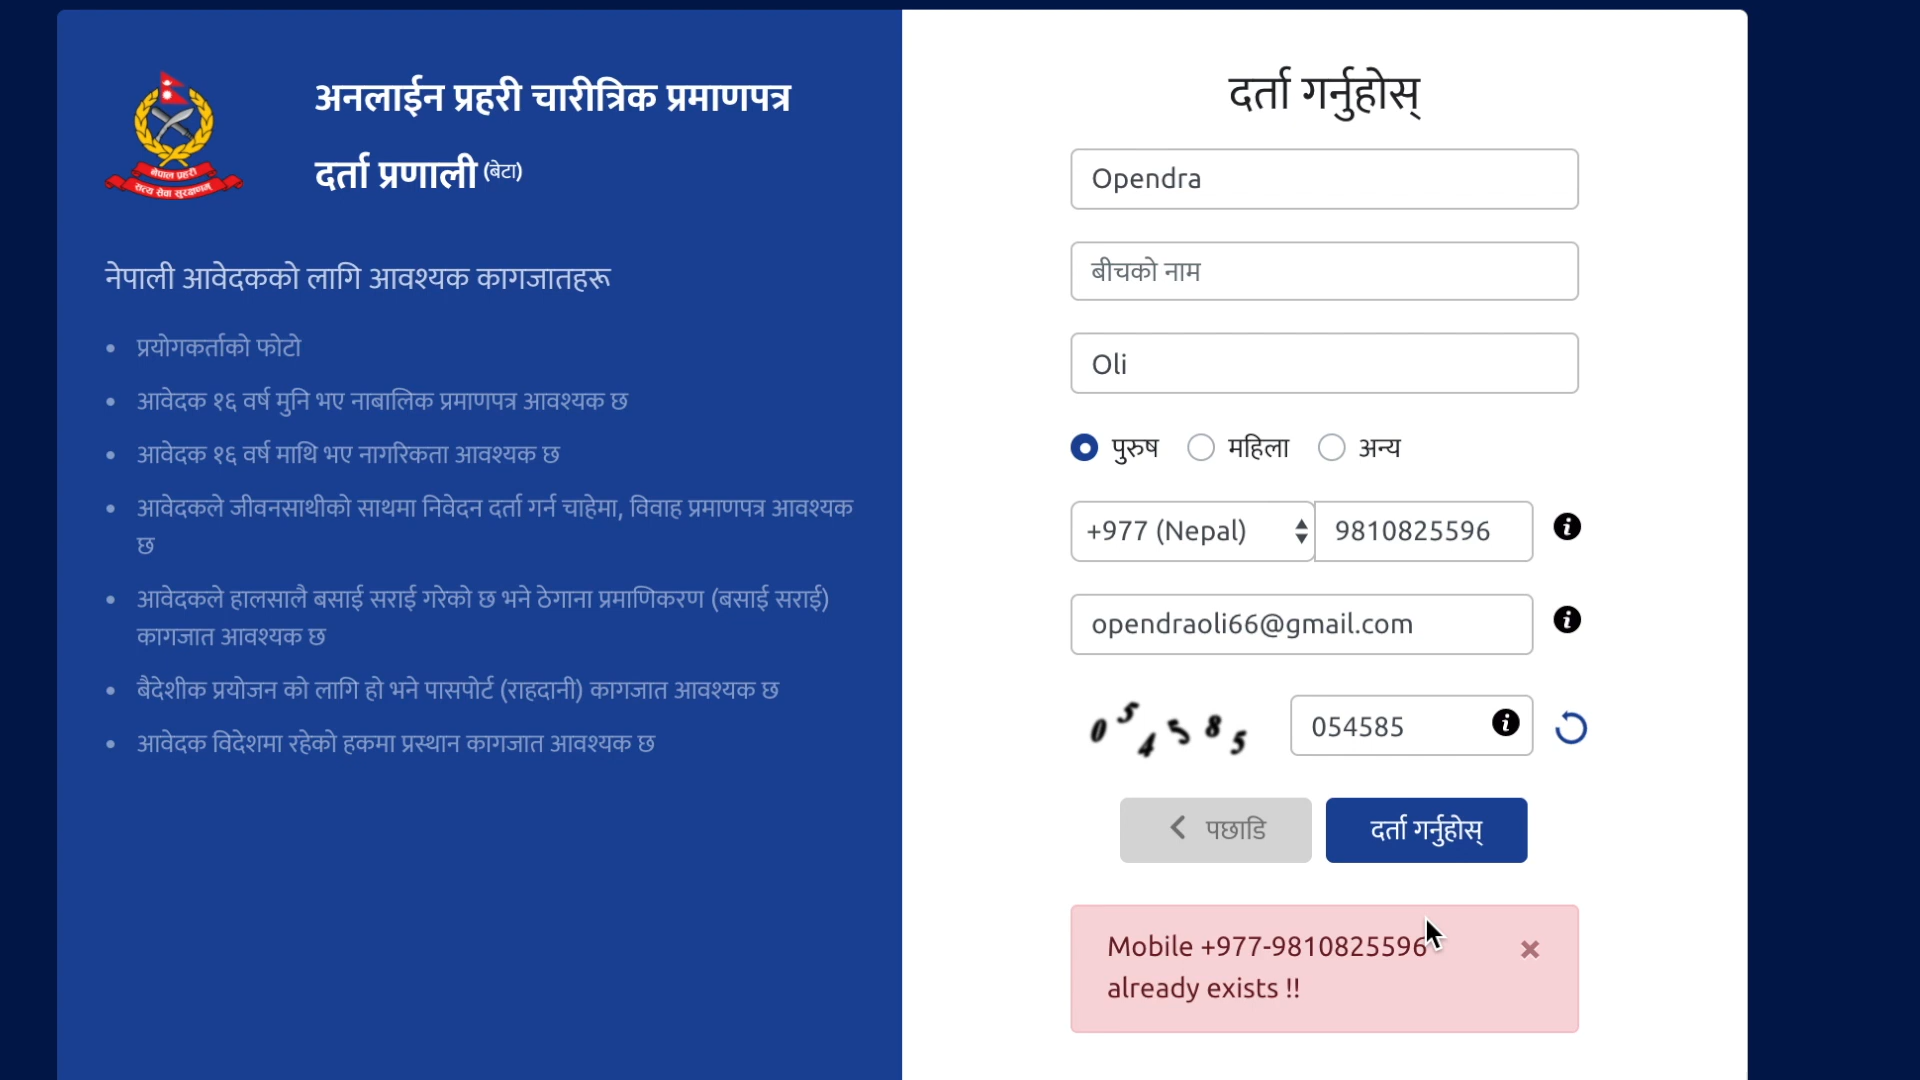 नेपाल प्रहरी
सत्य सेवा सुरक्षणम्
अनलाईन प्रहरी चारीत्रिक प्रमाणपत्र
दर्ता प्रणाली (बेटा)
नेपाली आवेदकको लागि आवश्यक कागजातहरू
• प्रयोगकर्ताको फोटो
• आवेदक १६ वर्ष मुनि भए नाबालिक प्रमाणपत्र आवश्यक छ
• आवेदक १६ वर्ष माथि भए नागरिकता आवश्यक छ
• आवेदकले जीवनसाथीको साथमा निवेदन दर्ता गर्न चाहेमा, विवाह प्रमाणपत्र आवश्यक
छ
• आवेदकले हालसालै बसाई सराई गरेको छ भने ठेगाना प्रमाणिकरण (बसाई सराई)
कागजात आवश्यक छ
• बैदेशीक प्रयोजन को लागि हो भने पासपोर्ट (राहदानी) कागजात आवश्यक छ
• आवेदक विदेशमा रहेको हकमा प्रस्थान कागजात आवश्यक छ
दर्ता गर्नुहोस्
Opendra
बीचको नाम
Oli
पुरुष महिला अन्य
+977 (Nepal) 9810825596
opendraoli66@gmail.com
054585 054585
पछाडि दर्ता गर्नुहोस्
Mobile +977-9810825596
already exists !!